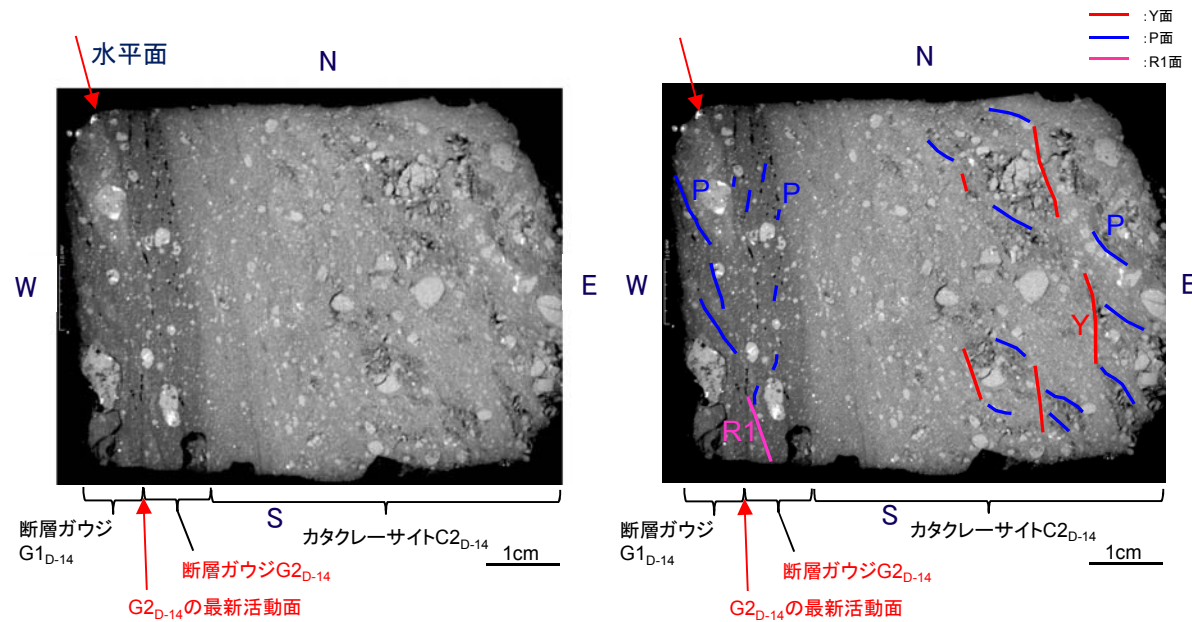 水平面
N
W
E
S
断層ガウジ
G1D-14
カタクレーサイトC2D-14
断層ガウジG2D-14
G2D-14の最新活動面
1cm
:Y面
:P面
:R1面
N
W
E
P
P
P
Y
R1
S
断層ガウジ
G1D-14
カタクレーサイトC2D-14
断層ガウジG2D-14
G2D-14の最新活動面
1cm